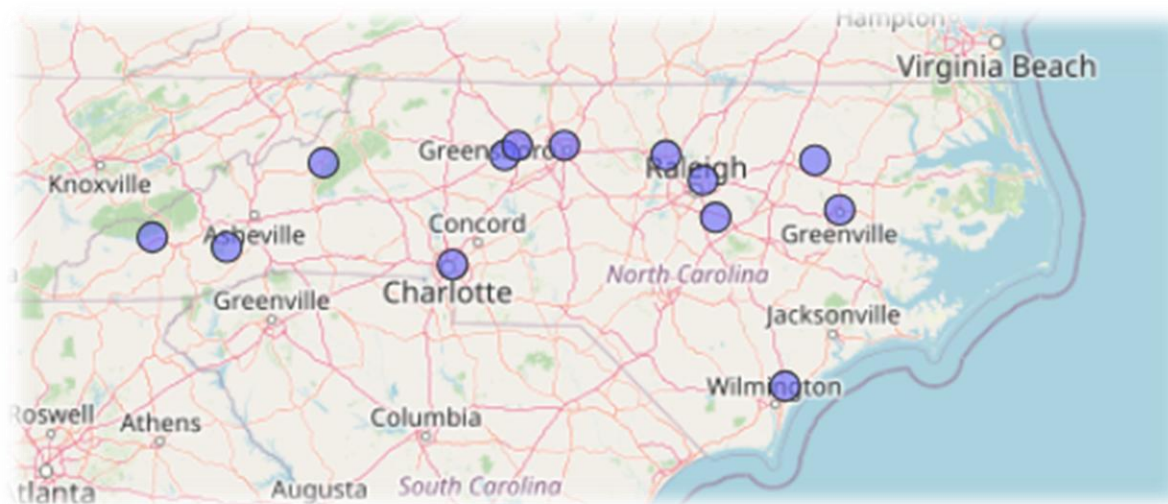 Hampton
Virginia Beach
Greensboro
Raleigh
Knoxville
Asheville
Concord
Greenville
North Carolina
Greenville
Charlotte
Jacksonville
Wilmington
Roswell
Athens
Columbia
tlanta
Augusta
South Carolina